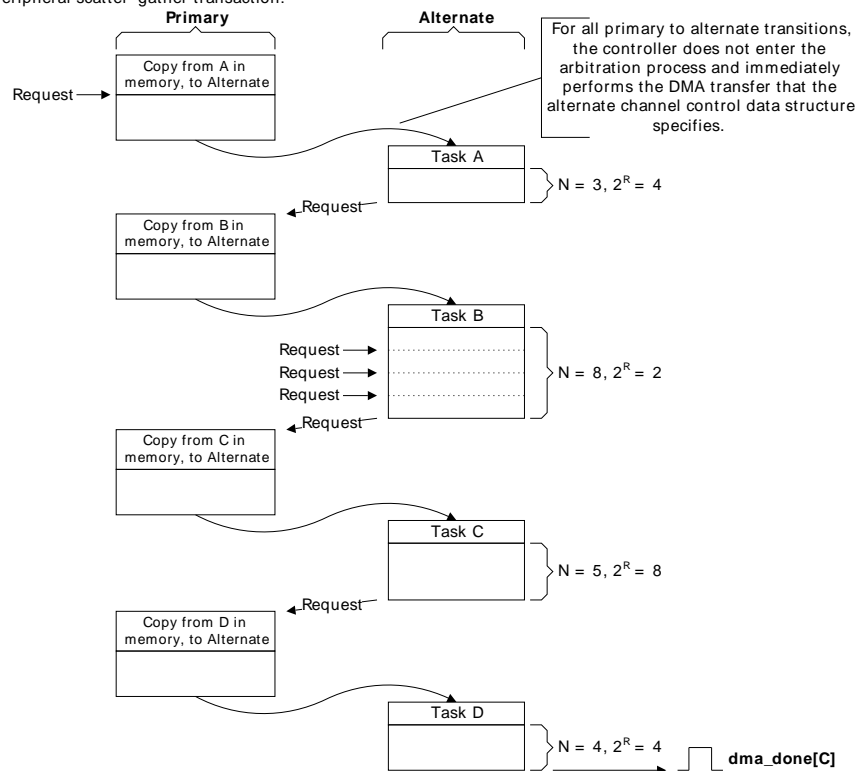 eripheral scatter-gather transaction.
Primary
Alternate
For all primary to alternate transitions,
the controller does not enter the
arbitration process and immediately
performs the DMA transfer that the
alternate channel control data structure
specifies.
Copy from A in
memory, to Alternate
Request
Task A
N = 3, 2^R = 4
Request
Copy from B in
memory, to Alternate
Task B
Request
Request
Request
N = 8, 2^R = 2
Request
Copy from C in
memory, to Alternate
Task C
N = 5, 2^R = 8
Request
Copy from D in
memory, to Alternate
Task D
N = 4, 2^R = 4
dma_done[C]